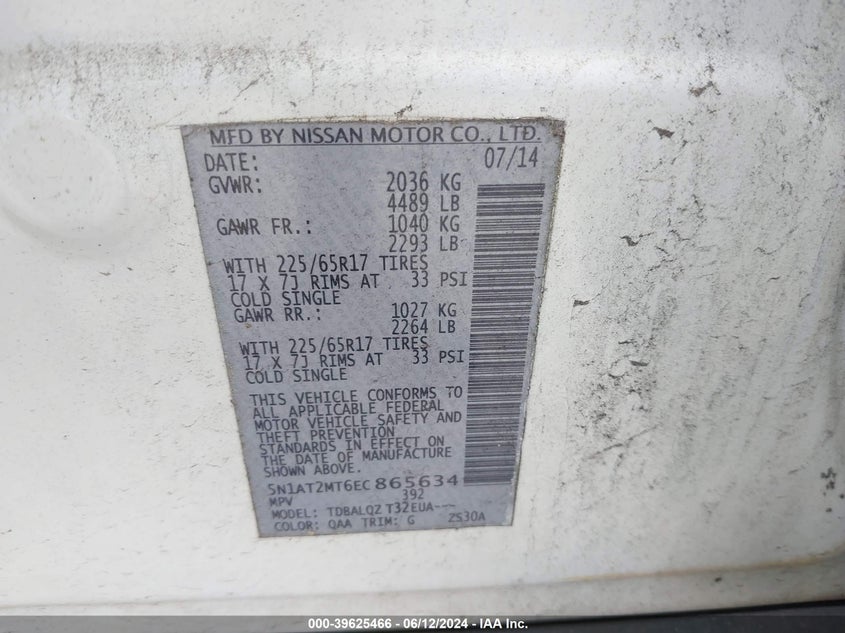 MFD BY NISSAN MOTOR CO., LTD.
DATE: 07/14
GVWR: 2036 KG
4489 LB
GAWR FR.: 1040 KG
2293 LB
WITH 225/65R17 TIRES
17 X 7J RIMS AT 33 PSI
COLD SINGLE
GAWR RR.: 1027 KG
2264 LB
WITH 225/65R17 TIRES
17 X 7J RIMS AT 33 PSI
COLD SINGLE
THIS VEHICLE CONFORMS TO
ALL APPLICABLE FEDERAL
MOTOR VEHICLE SAFETY AND
THEFT PREVENTION
STANDARDS IN EFFECT ON
THE DATE OF MANUFACTURE
SHOWN ABOVE.
5N1AT2MT6EC 865634
MPV 392
MODEL: TDBALQZ T32EUA---
COLOR: QAA TRIM: G ZS30A
000-39625466 - 06/12/2024 - IAAI Inc.